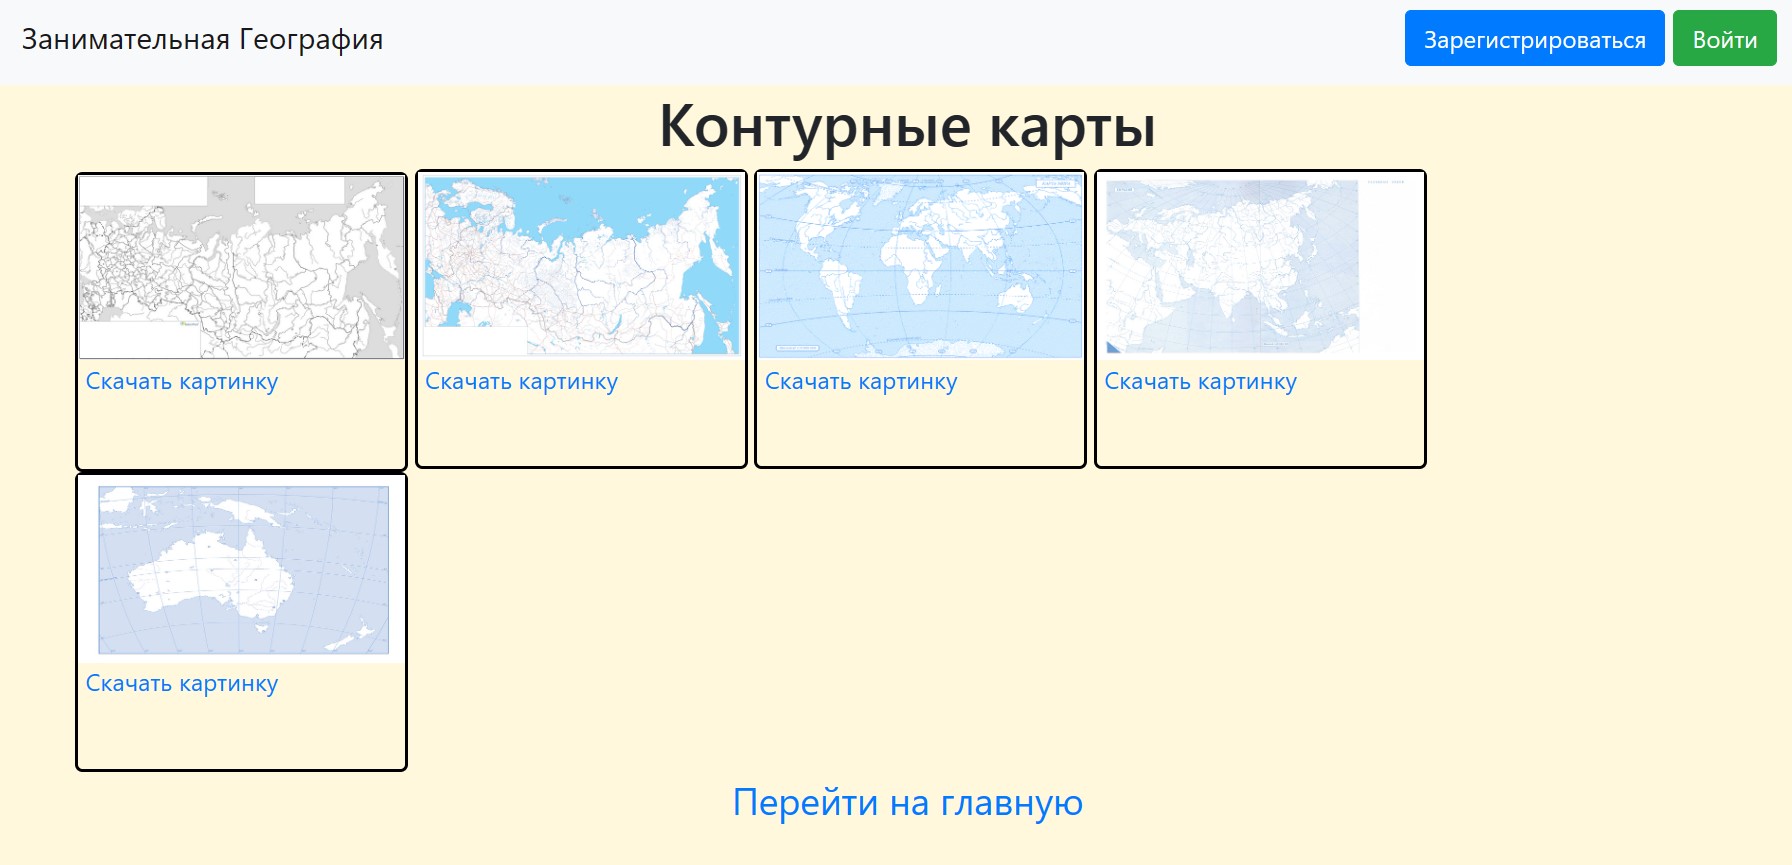 Занимательная География
Зарегистрироваться
Войти
Контурные карты
Скачать картинку
Скачать картинку
Скачать картинку
Скачать картинку
Скачать картинку
Перейти на главную